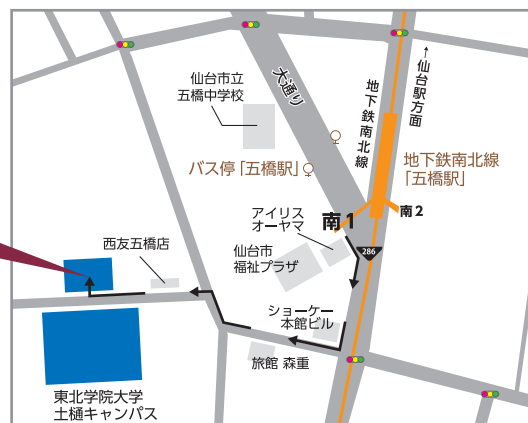 仙台市立
五橋中学校
大通り
地下鉄南北線
↑仙台駅方面
バス停「五橋駅」
地下鉄南北線
「五橋駅」
アイリス
オーヤマ
南1
南2
西友五橋店
仙台市
福祉プラザ
286
ショーケー
本館ビル
旅館 森重
東北学院大学
土樋キャンパス